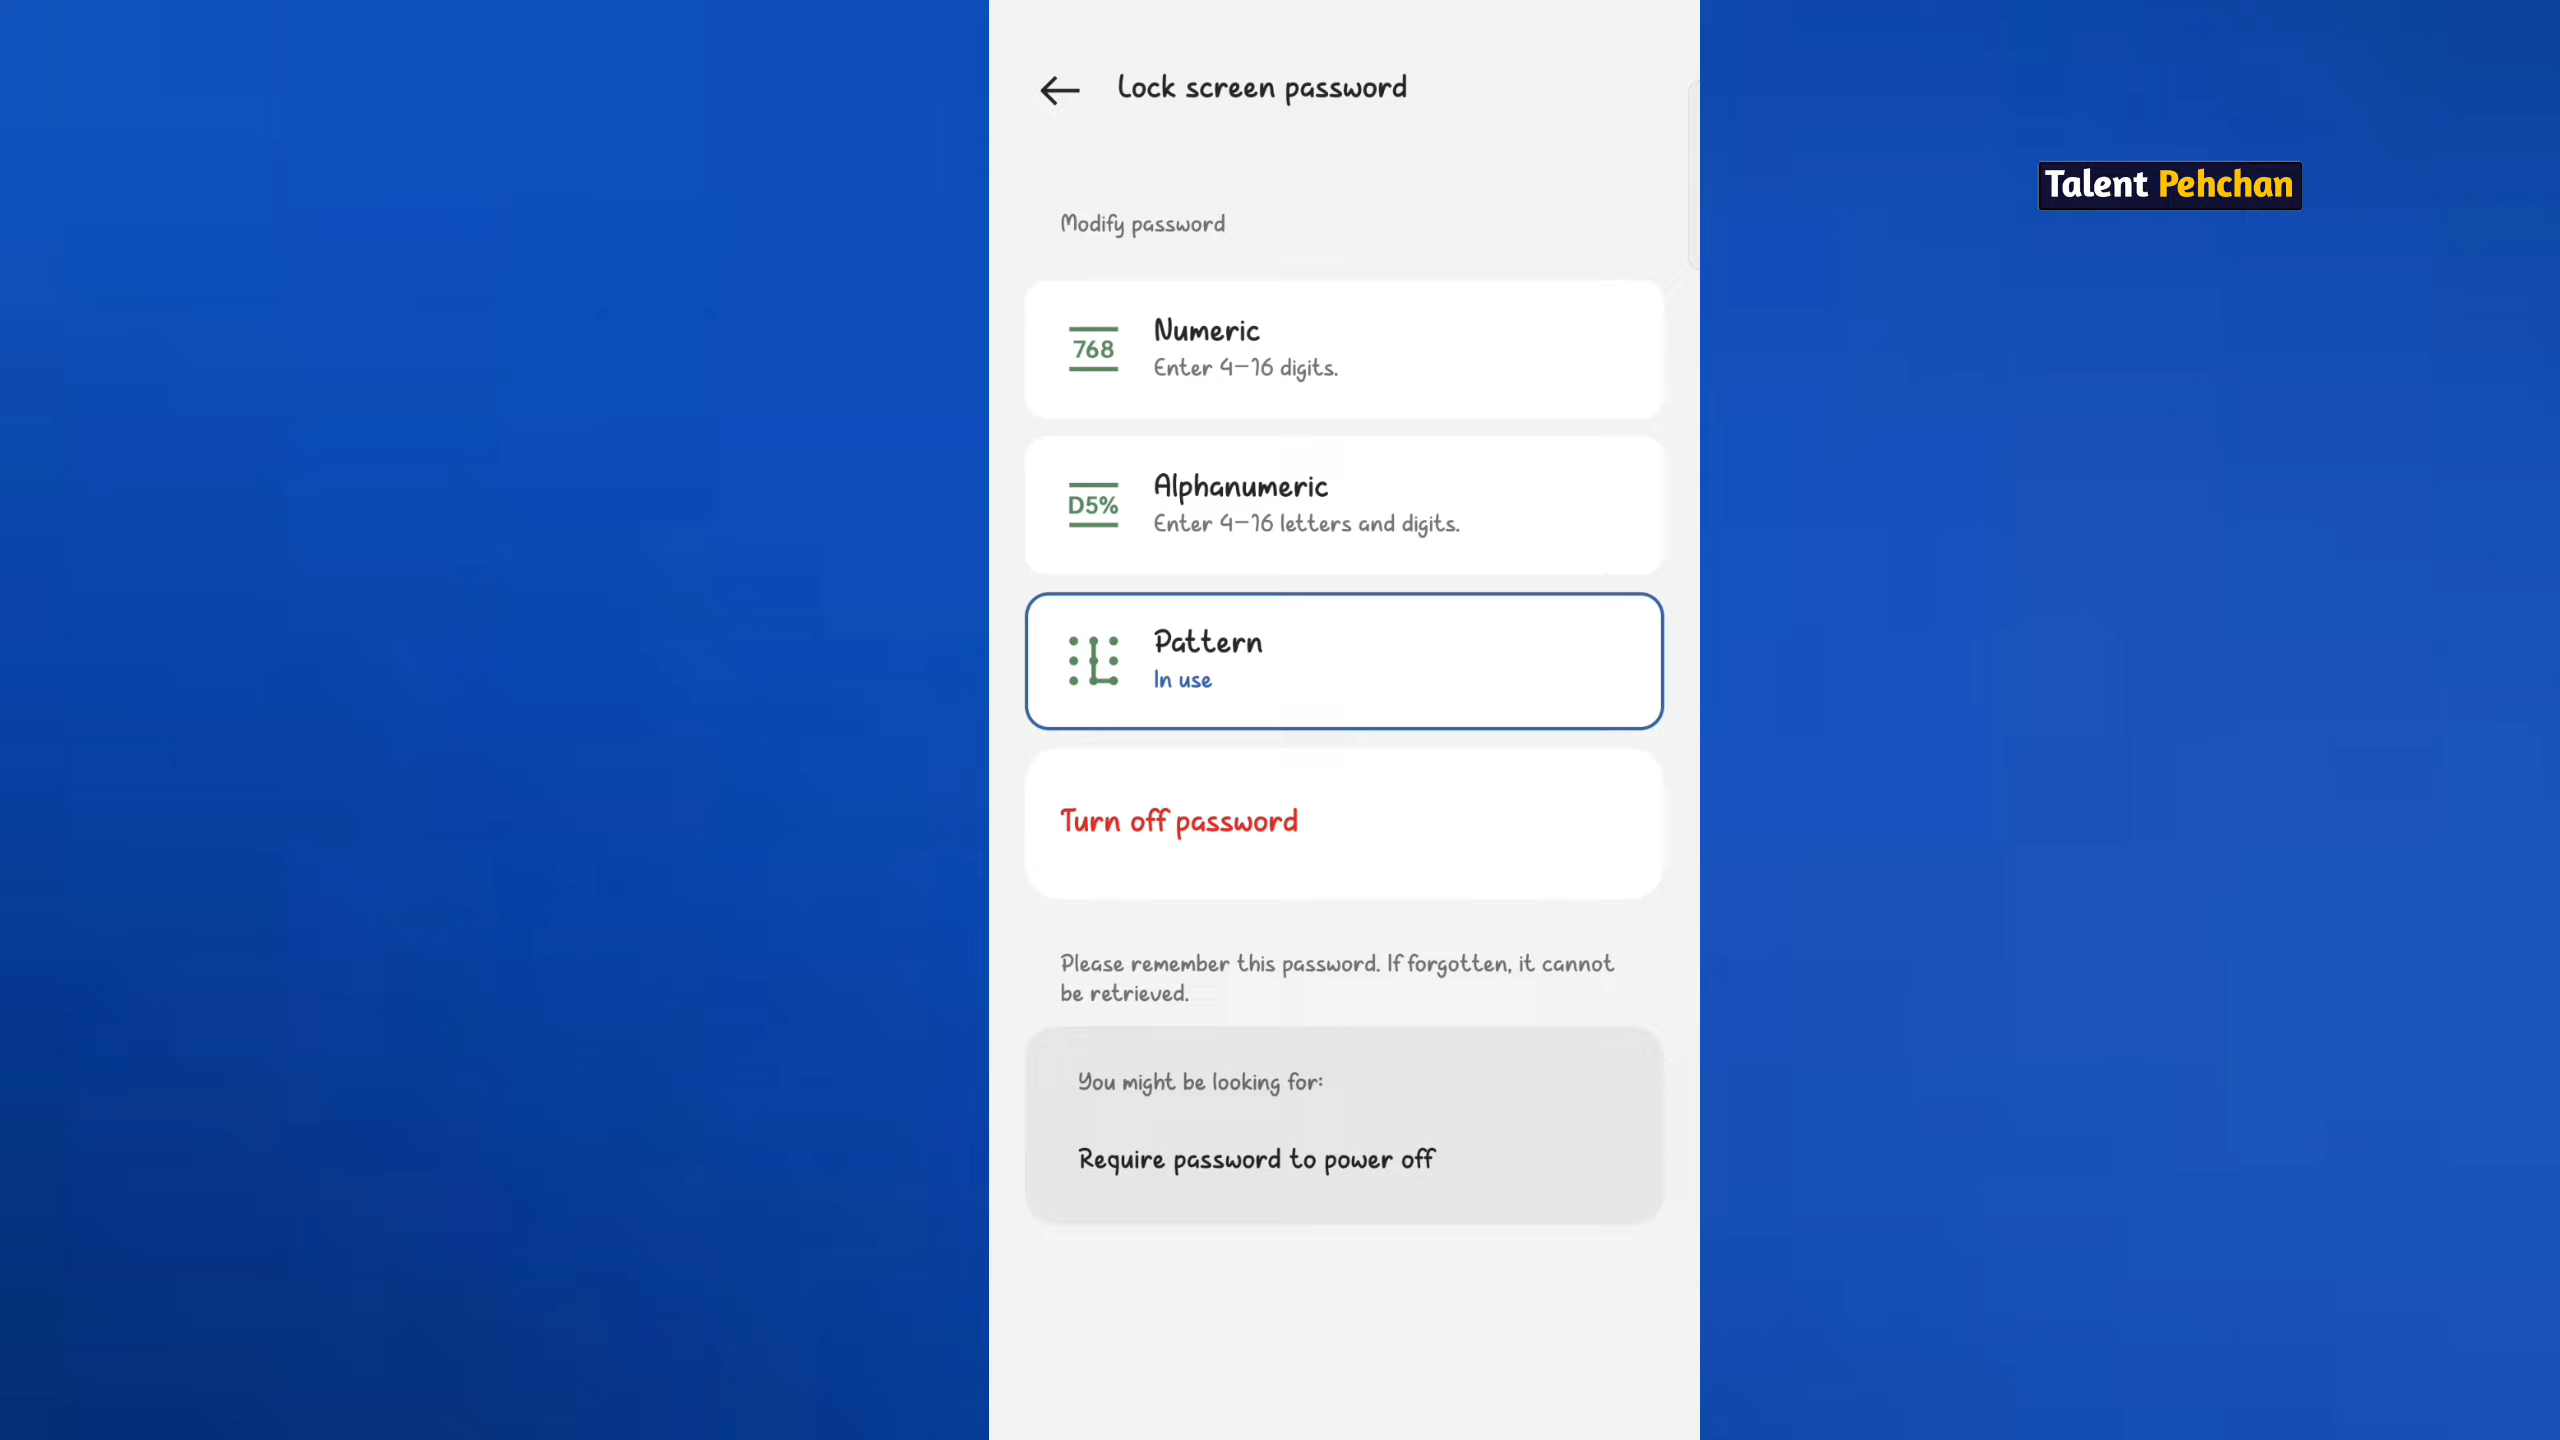 Lock screen password
Talent Pehchan
Modify password
768
Numeric
Enter 4–16 digits.
D5%
Alphanumeric
Enter 4–16 letters and digits.
Pattern
In use
Turn off password
Please remember this password. If forgotten, it cannot
be retrieved.
You might be looking for:
Require password to power off